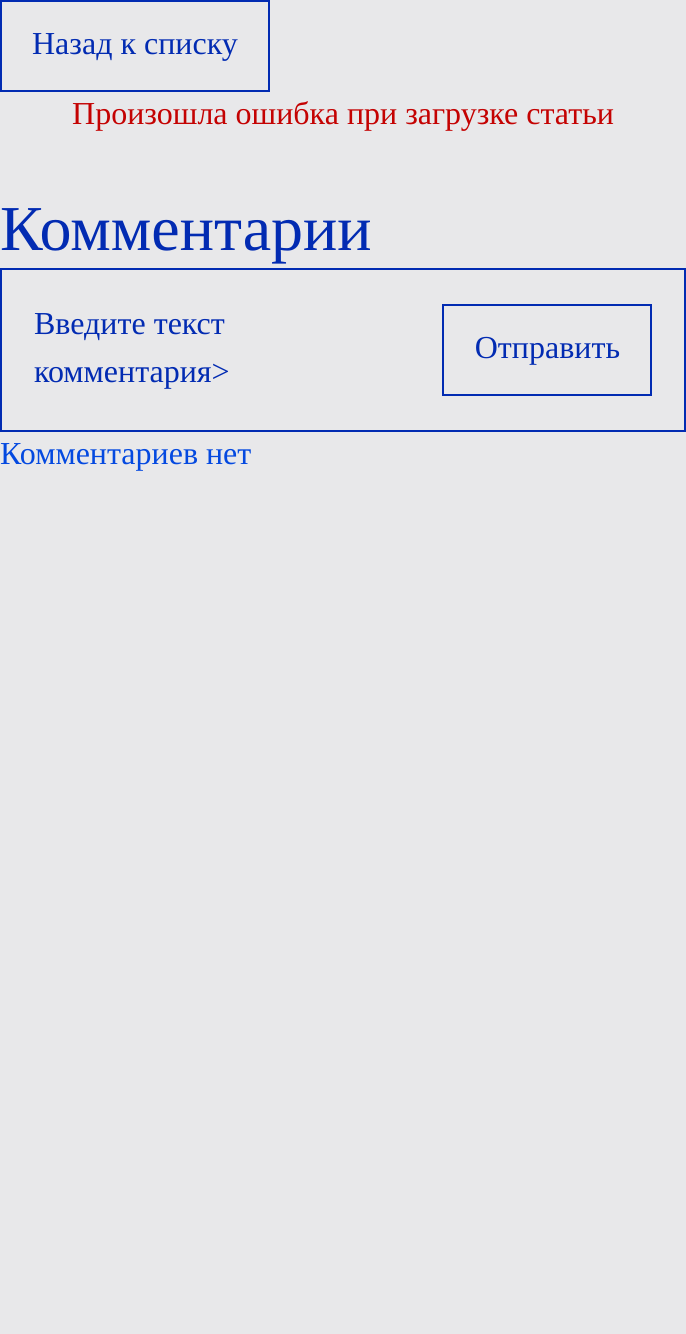 Назад к списку
Произошла ошибка при загрузке статьи
Комментарии
Введите текст
комментария>
Отправить
Комментариев нет